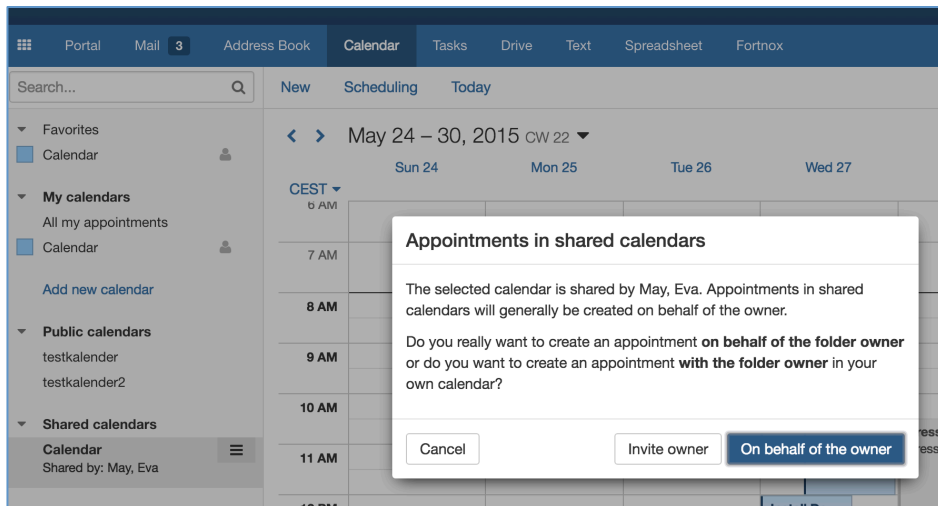 Portal Mail 3 Address Book Calendar Tasks Drive Text Spreadsheet Fortnox
Search...
New Scheduling Today
Favorites
Calendar
My calendars
All my appointments
Calendar
Add new calendar
Public calendars
testkalender
testkalender2
Shared calendars
Calendar
Shared by: May, Eva
May 24 – 30, 2015 CW 22
Sun 24 Mon 25 Tue 26 Wed 27
CEST
6 AM
7 AM
8 AM
9 AM
10 AM
11 AM
Appointments in shared calendars
The selected calendar is shared by May, Eva. Appointments in shared
calendars will generally be created on behalf of the owner.
Do you really want to create an appointment on behalf of the folder owner
or do you want to create an appointment with the folder owner in your
own calendar?
Cancel Invite owner On behalf of the owner